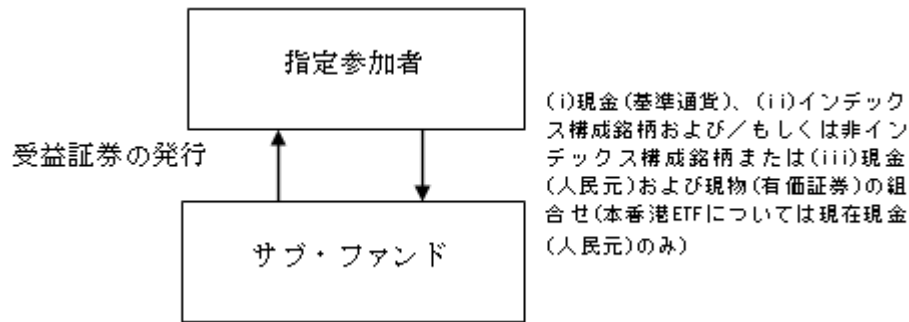 指定参加者
受益証券の発行
(i)現金(基準通貨)、(ii)インデック
ス構成銘柄および／もしくは非イン
デックス構成銘柄または(iii)現金
(人民元)および現物(有価証券)の組
合せ(本香港ETFについては現在現金
(人民元)のみ)
サブ・ファンド